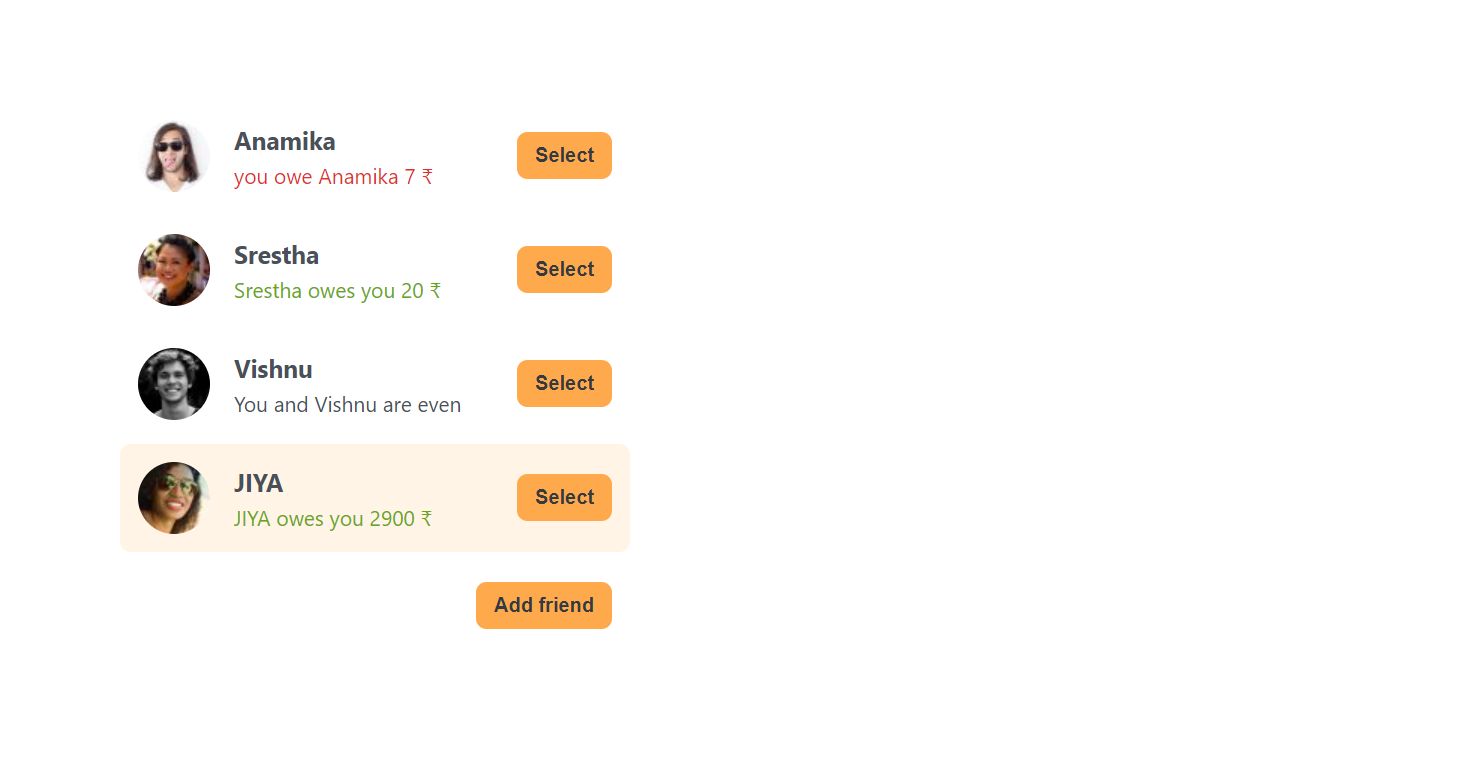 Anamika
you owe Anamika 7 ₹
Select
Srestha
Srestha owes you 20 ₹
Select
Vishnu
You and Vishnu are even
Select
JIYA
JIYA owes you 2900 ₹
Select
Add friend